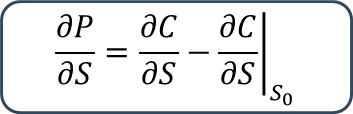 ∂P/∂S = ∂C/∂S − ∂C/∂S|S₀